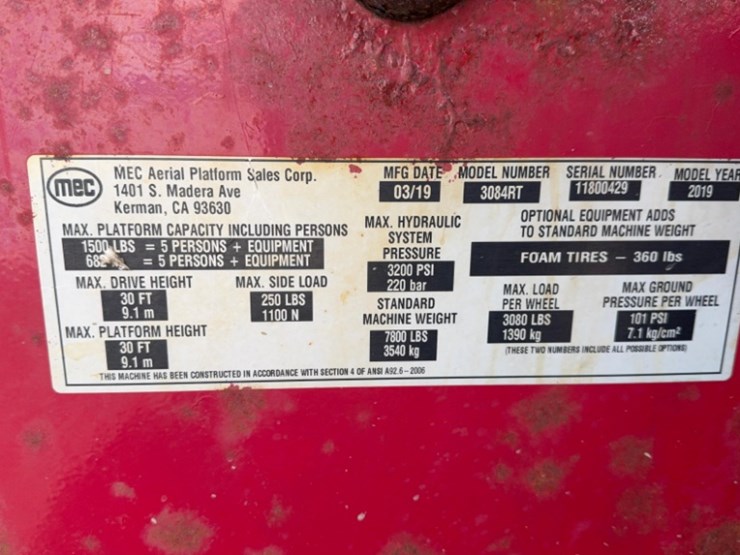 mec
MEC Aerial Platform Sales Corp.
1401 S. Madera Ave
Kerman, CA 93630
MFG DATE
03/19
MODEL NUMBER
3084RT
SERIAL NUMBER
11800429
MODEL YEAR
2019
MAX. PLATFORM CAPACITY INCLUDING PERSONS
1500 LBS = 5 PERSONS + EQUIPMENT
682 = 5 PERSONS + EQUIPMENT
MAX. DRIVE HEIGHT
30 FT
9.1 m
MAX. SIDE LOAD
250 LBS
1100 N
MAX. PLATFORM HEIGHT
30 FT
9.1 m
MAX. HYDRAULIC
SYSTEM
PRESSURE
3200 PSI
220 bar
STANDARD
MACHINE WEIGHT
7800 LBS
3540 kg
OPTIONAL EQUIPMENT ADDS
TO STANDARD MACHINE WEIGHT
FOAM TIRES – 360 lbs
MAX. LOAD
PER WHEEL
3080 LBS
1390 kg
MAX GROUND
PRESSURE PER WHEEL
101 PSI
7.1 kg/cm²
(THESE TWO NUMBERS INCLUDE ALL POSSIBLE OPTIONS)
THIS MACHINE HAS BEEN CONSTRUCTED IN ACCORDANCE WITH SECTION 4 OF ANSI A92.6 – 2006